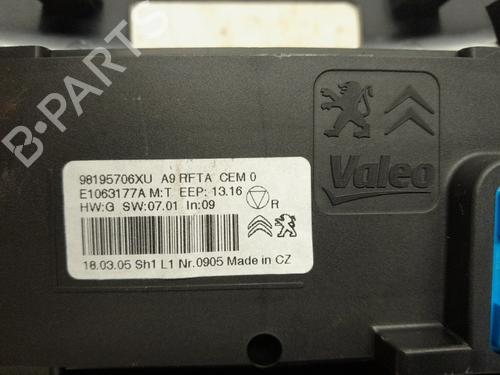 B-PARTS
Valeo
98195706XU A9 RFTA CEM 0
E1063177A M:T EEP: 13.16
HW:G SW:07.01 In:09
R
18.03.05 Sh1 L1 Nr.0905 Made in CZ